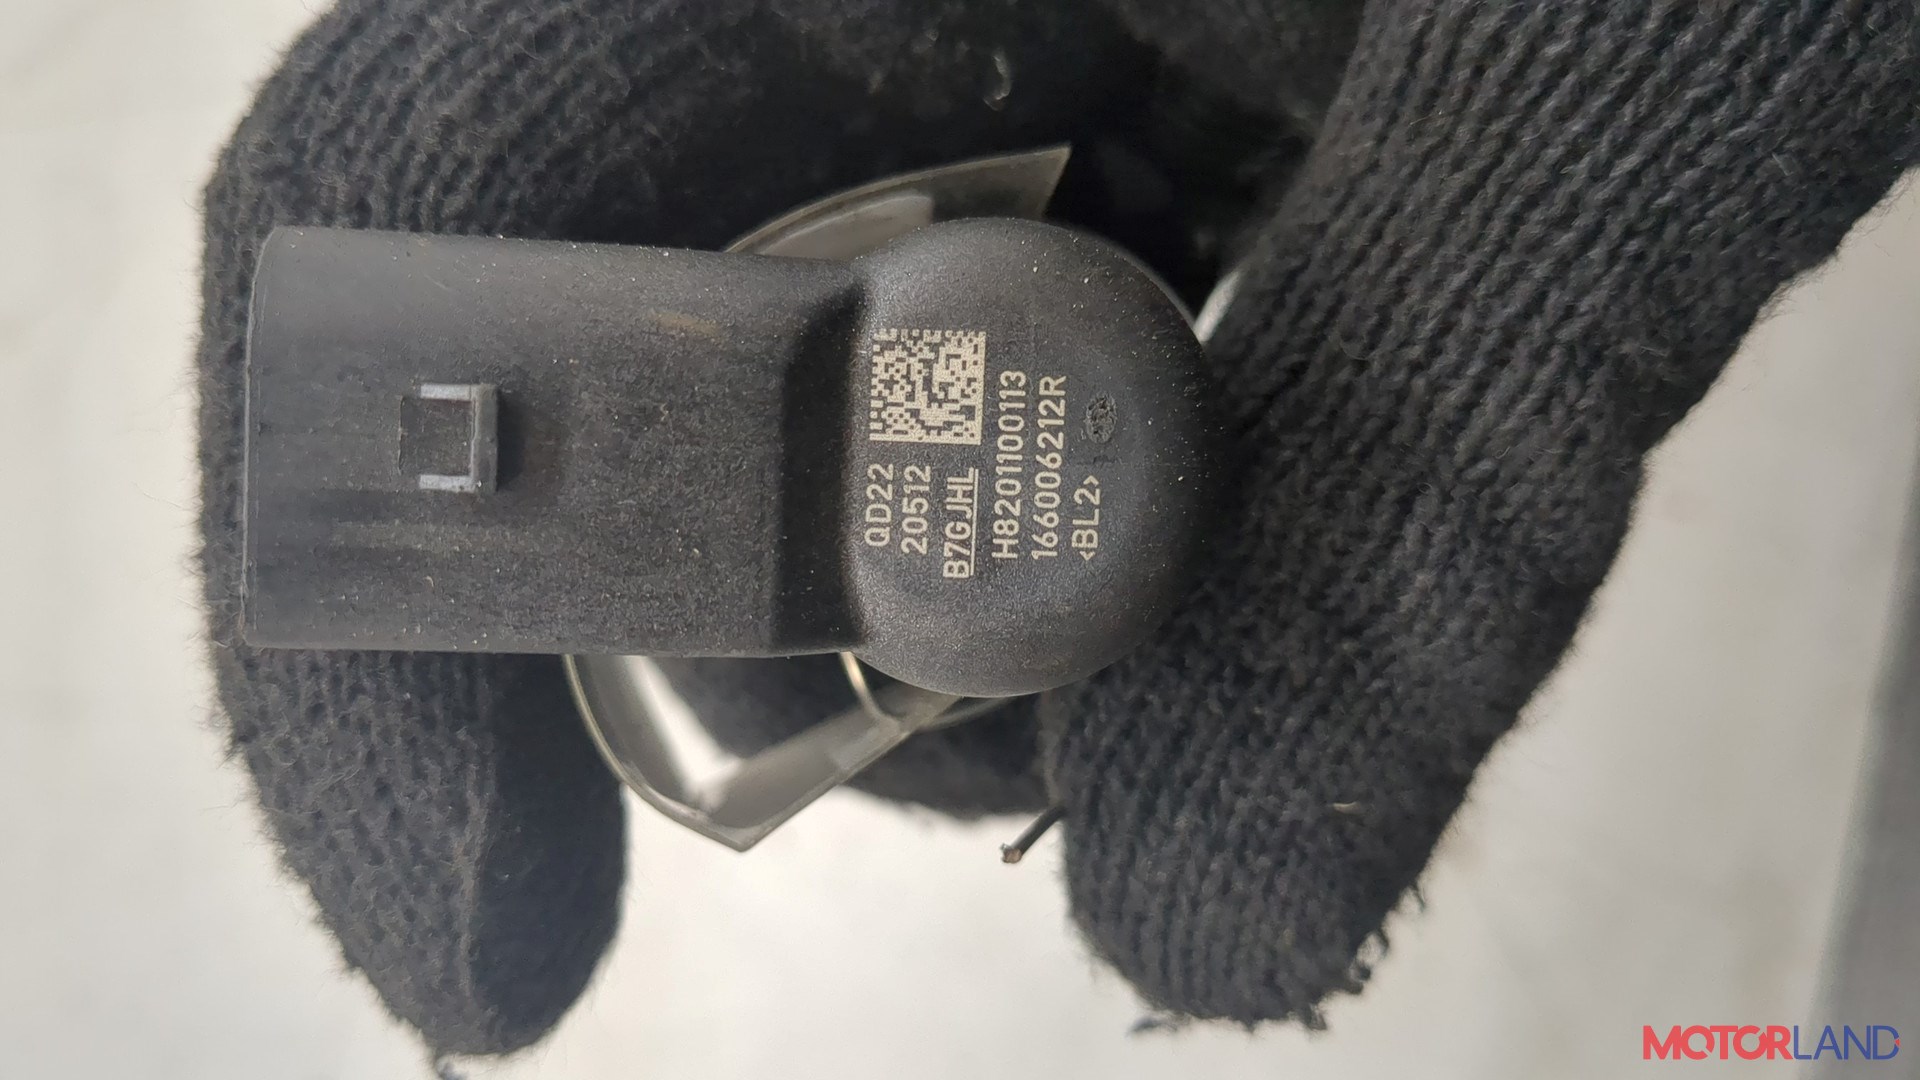 QD22
20512
B7GJHL
H8201100113
166006212R
<BL2>
MOTORLAND